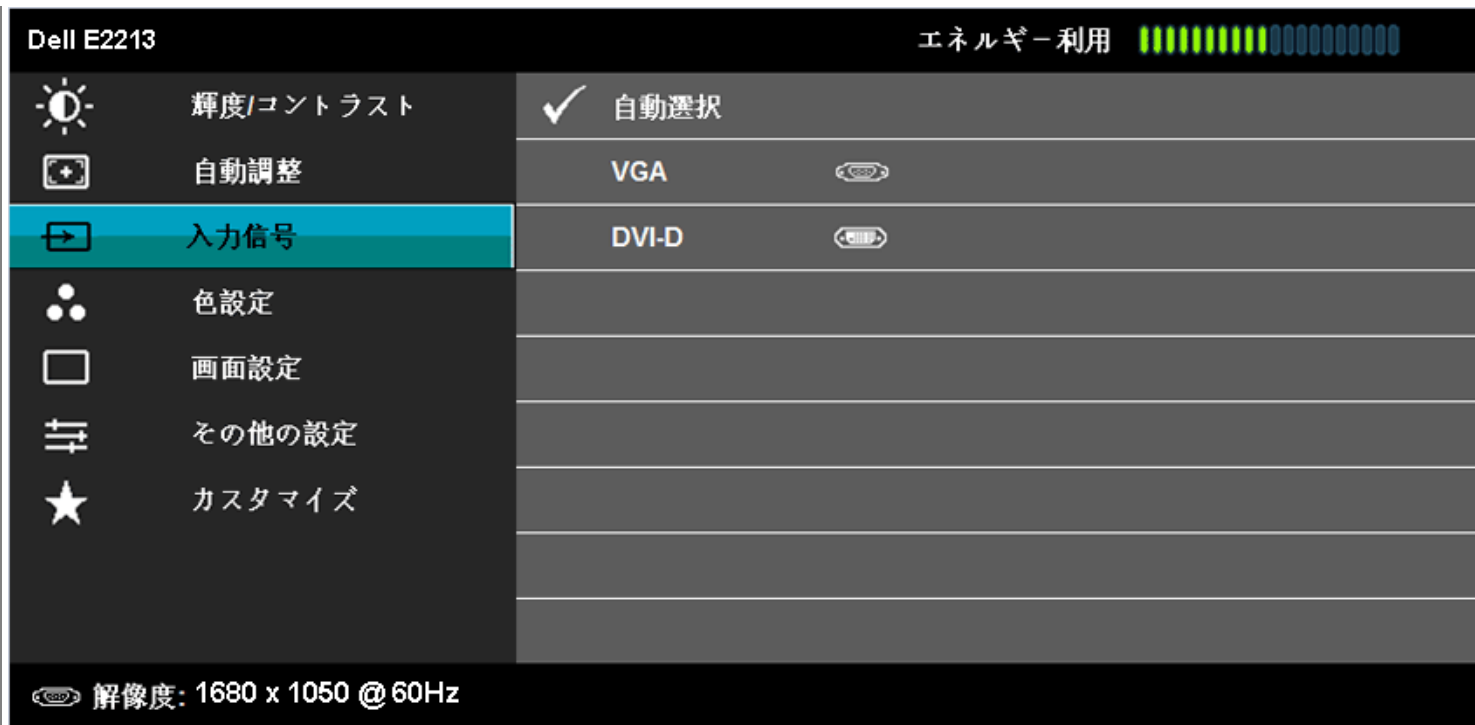 Dell E2213
エネルギー利用
輝度/コントラスト
自動選択
自動調整
VGA
入力信号
DVI-D
色設定
画面設定
その他の設定
カスタマイズ
解像度: 1680 x 1050 @60Hz